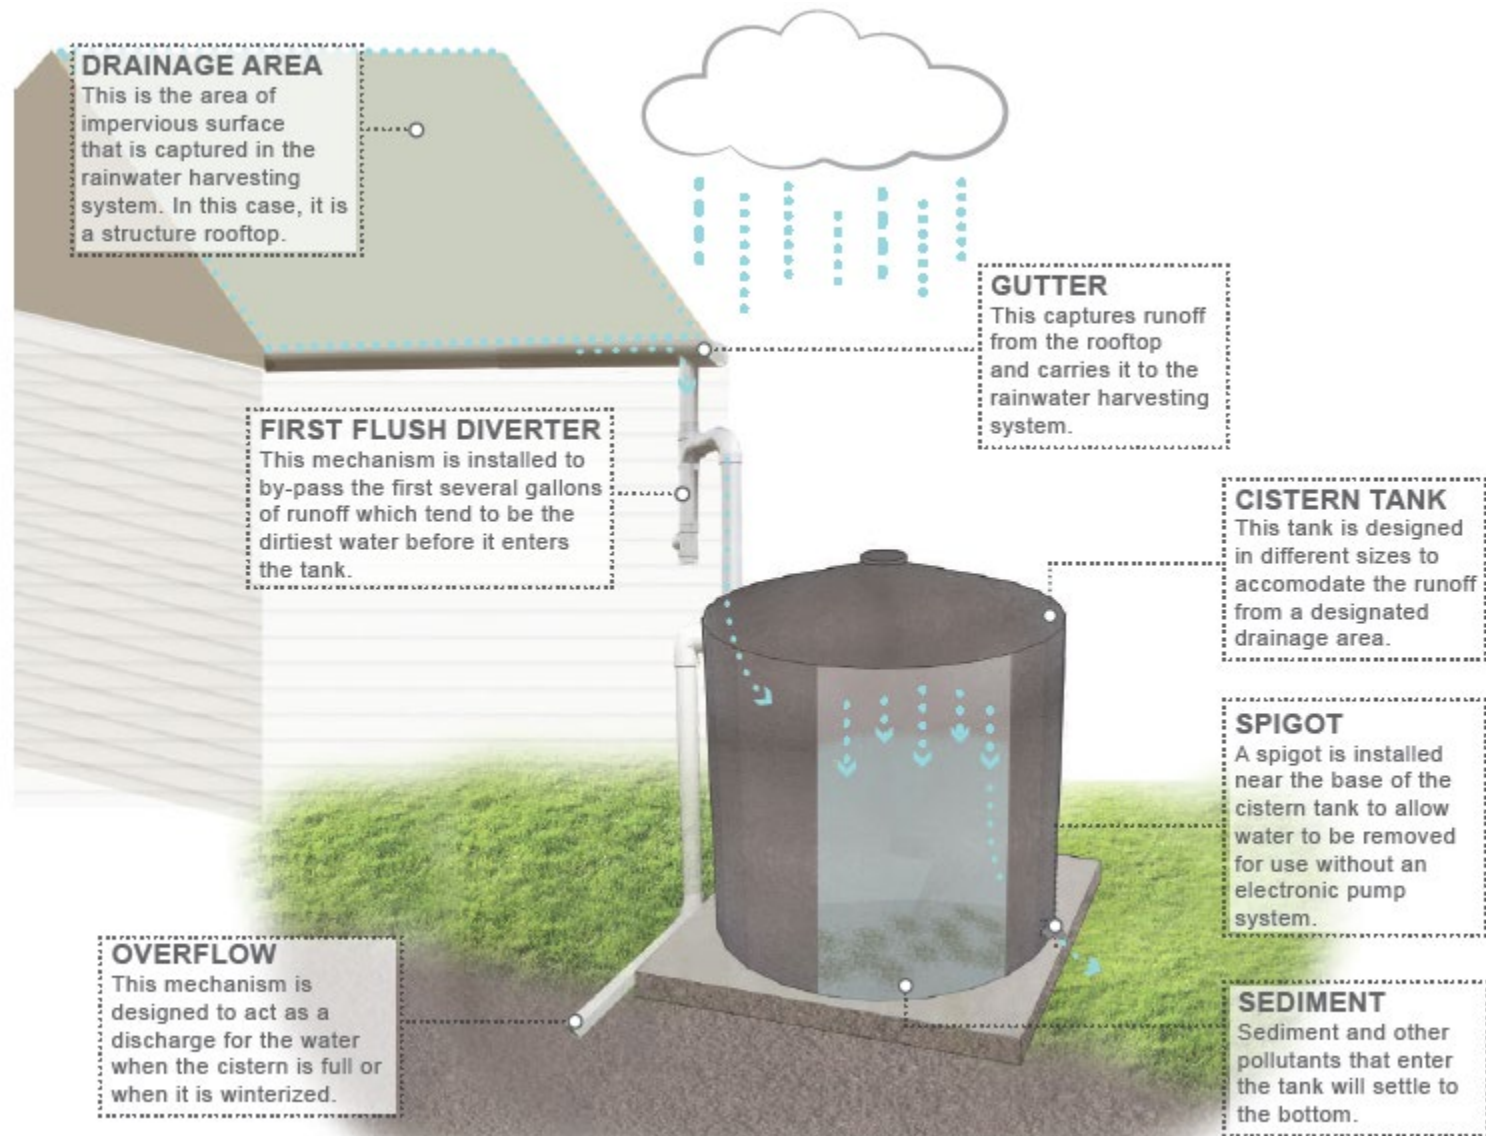 DRAINAGE AREA
This is the area of
impervious surface
that is captured in the
rainwater harvesting
system. In this case, it is
a structure rooftop.
GUTTER
This captures runoff
from the rooftop
and carries it to the
rainwater harvesting
system.
FIRST FLUSH DIVERTER
This mechanism is installed to
by-pass the first several gallons
of runoff which tend to be the
dirtiest water before it enters
the tank.
CISTERN TANK
This tank is designed
in different sizes to
accomodate the runoff
from a designated
drainage area.
SPIGOT
A spigot is installed
near the base of the
cistern tank to allow
water to be removed
for use without an
electronic pump
system.
OVERFLOW
This mechanism is
designed to act as a
discharge for the water
when the cistern is full or
when it is winterized.
SEDIMENT
Sediment and other
pollutants that enter
the tank will settle to
the bottom.